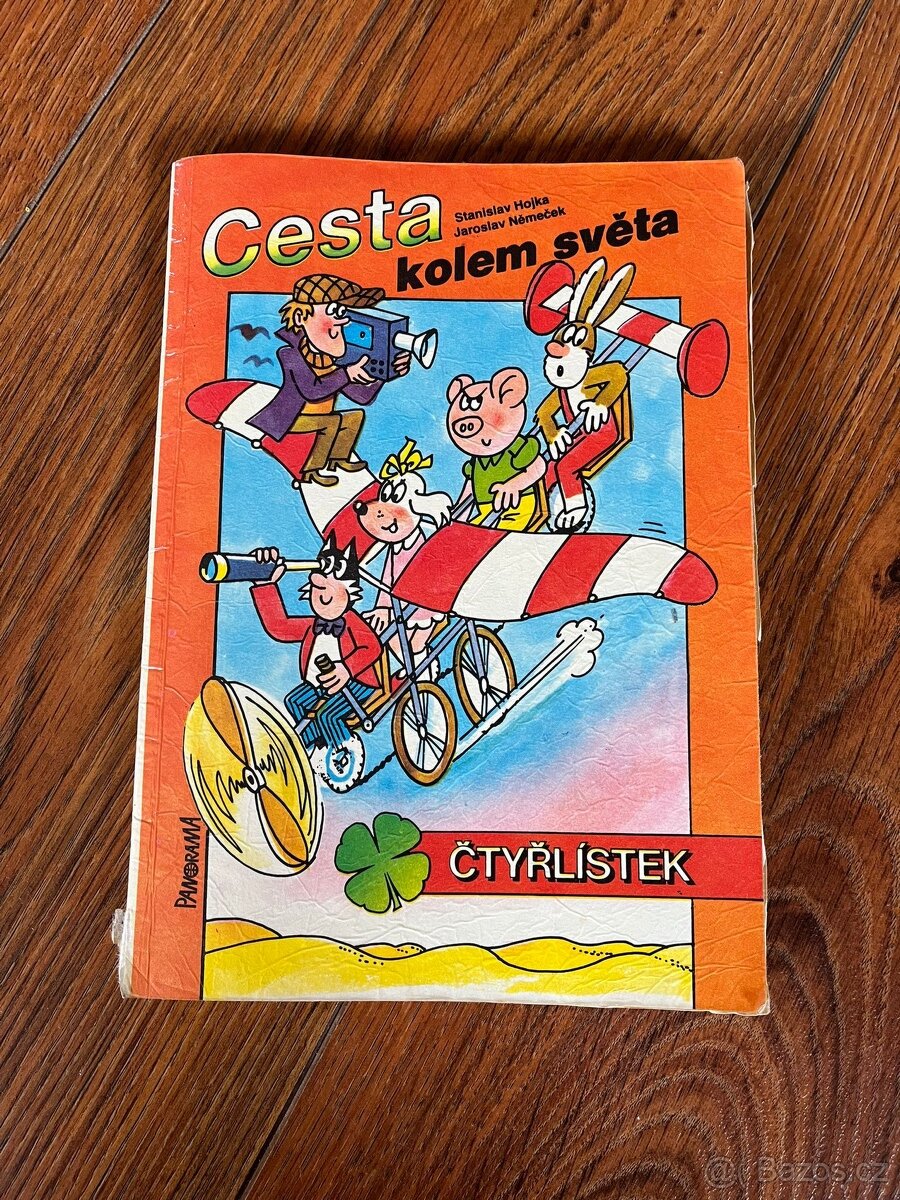 Cesta
Stanislav Hojka
Jaroslav Němeček
kolem světa
PANORAMA
ČTYŘLÍSTEK
@ Bazos.cz